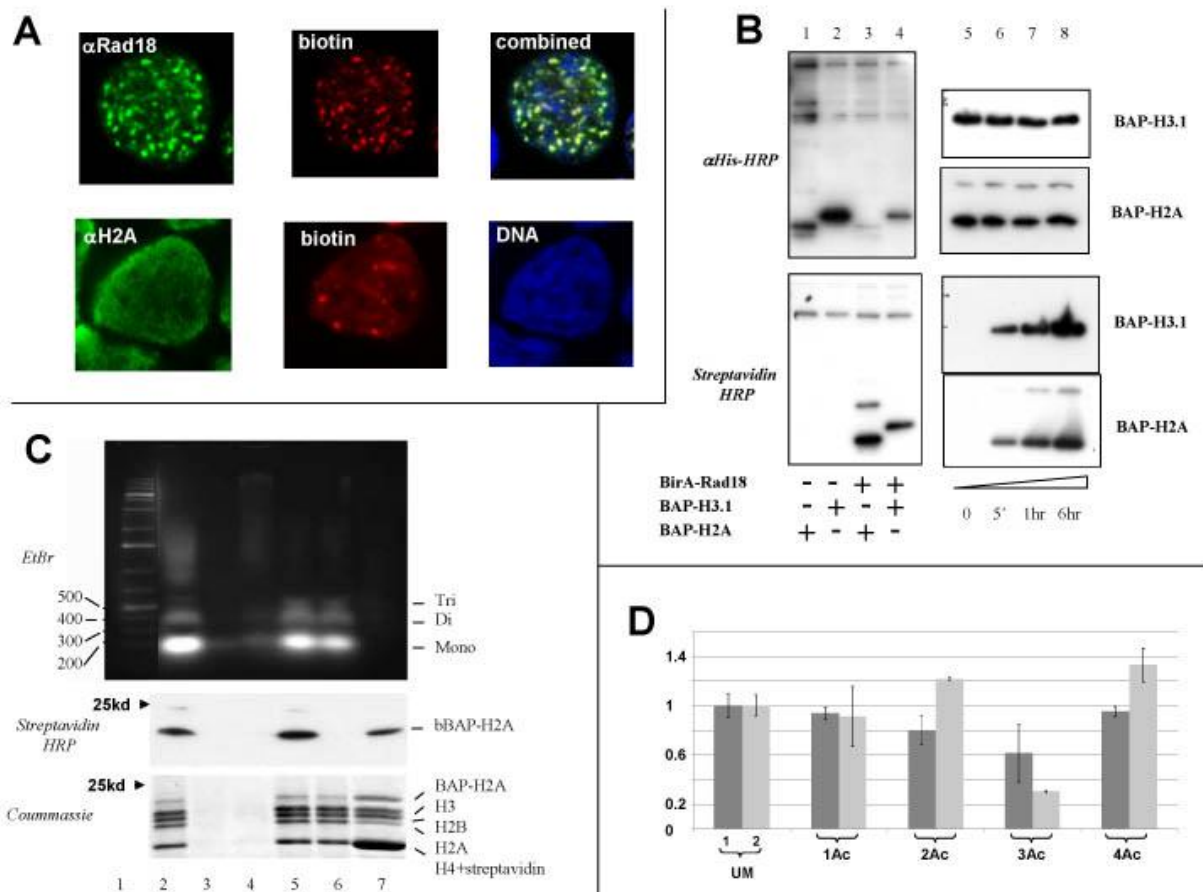 A
αRad18
biotin
combined
αH2A
biotin
DNA
B
1 2 3 4
5 6 7 8
αHis-HRP
BAP-H3.1
BAP-H2A
Streptavidin
HRP
BAP-H3.1
BAP-H2A
BirA-Rad18 - - + +
BAP-H3.1 - + - +
BAP-H2A + - + -
0 5' 1hr 6hr
C
EtBr
500
400
300
200
Tri
Di
Mono
25kd
Streptavidin
HRP
bBAP-H2A
25kd
Coummassie
BAP-H2A
H3
H2B
H2A
H4+streptavidin
1 2 3 4 5 6 7
D
1.4
1
0.6
0.2
0
1 2
UM
1Ac
2Ac
3Ac
4Ac